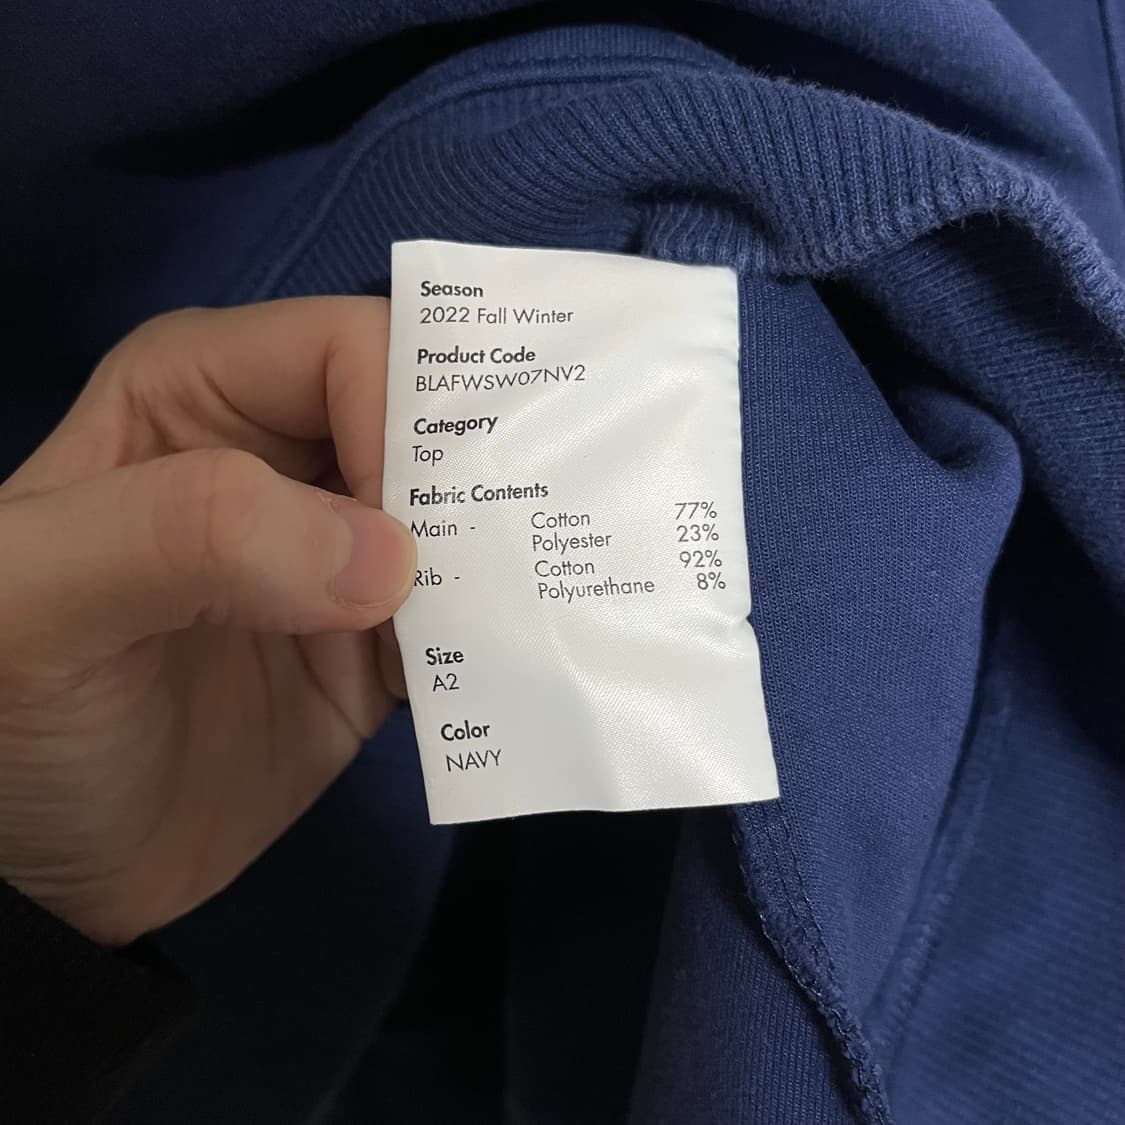 Season
2022 Fall Winter
Product Code
BLAFWSW07NV2
Category
Top
Fabric Contents
Main - Cotton 77%
Polyester 23%
Rib - Cotton 92%
Polyurethane 8%
Size
A2
Color
NAVY